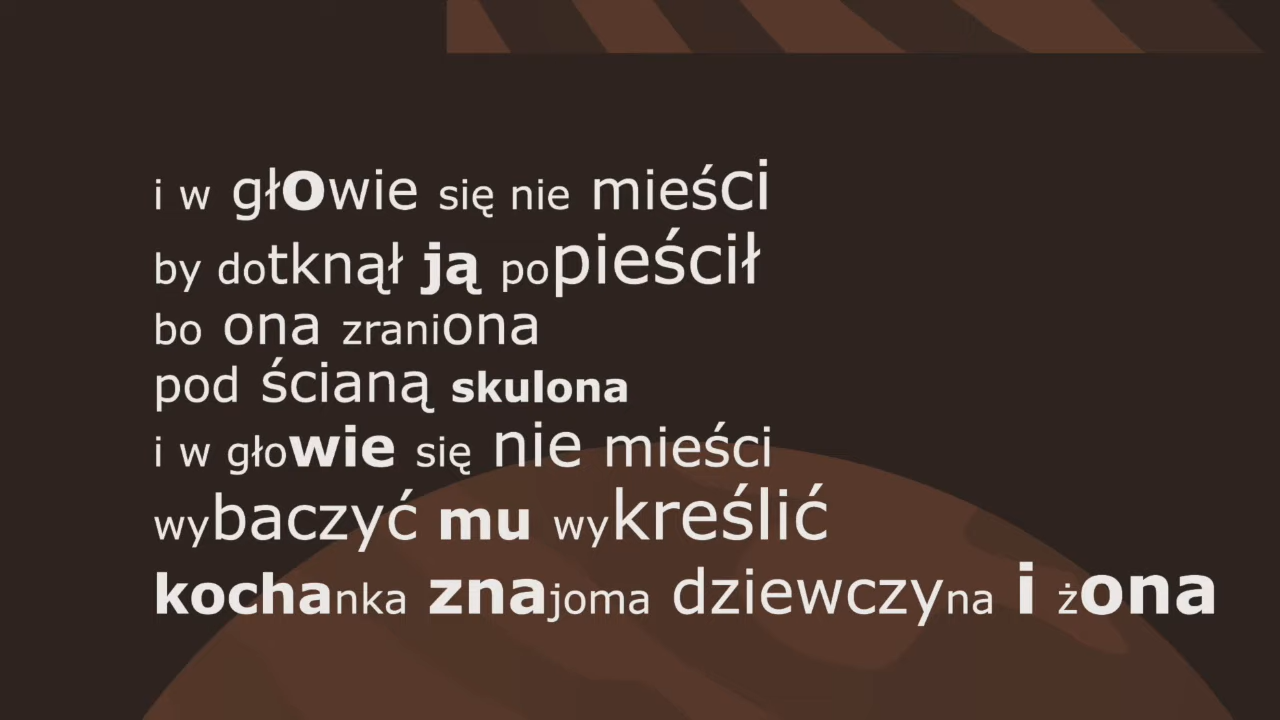 i w głowie się nie mieści
by dotknął ją popieścił
bo ona zraniona
pod ścianą skulona
i w głowie się nie mieści
wybaczyć mu wykreślić
kochanka znajoma dziewczyna i żona